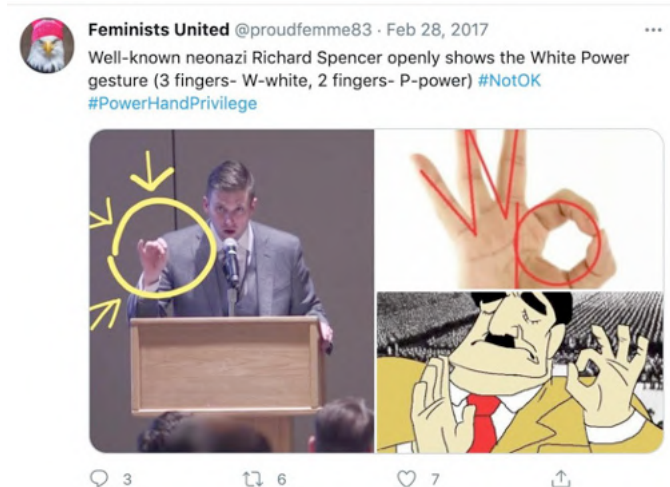 Feminists United @proudfemme83 · Feb 28, 2017
Well-known neonazi Richard Spencer openly shows the White Power
gesture (3 fingers- W-white, 2 fingers- P-power) #NotOK
#PowerHandPrivilege
3 6 7